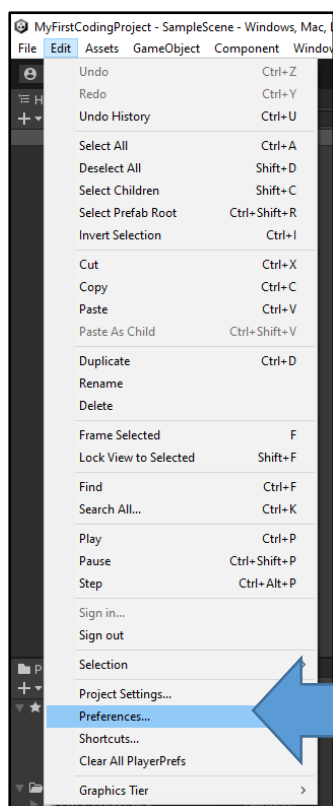 MyFirstCodingProject - SampleScene - Windows, Mac,
File Edit Assets GameObject Component Window
Undo Ctrl+Z
Redo Ctrl+Y
Undo History Ctrl+U
Select All Ctrl+A
Deselect All Shift+D
Select Children Shift+C
Select Prefab Root Ctrl+Shift+R
Invert Selection Ctrl+I
Cut Ctrl+X
Copy Ctrl+C
Paste Ctrl+V
Paste As Child Ctrl+Shift+V
Duplicate Ctrl+D
Rename
Delete
Frame Selected F
Lock View to Selected Shift+F
Find Ctrl+F
Search All... Ctrl+K
Play Ctrl+P
Pause Ctrl+Shift+P
Step Ctrl+Alt+P
Sign in...
Sign out
Selection
Project Settings...
Preferences...
Shortcuts...
Clear All PlayerPrefs
Graphics Tier